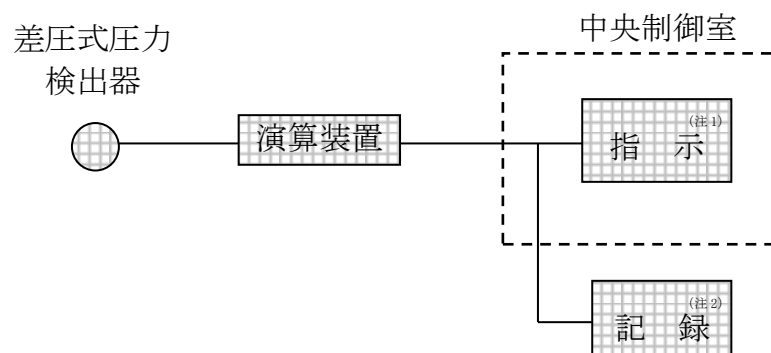 中央制御室
差圧式圧力
検出器
演算装置
指 示 (注1)
記 録 (注2)